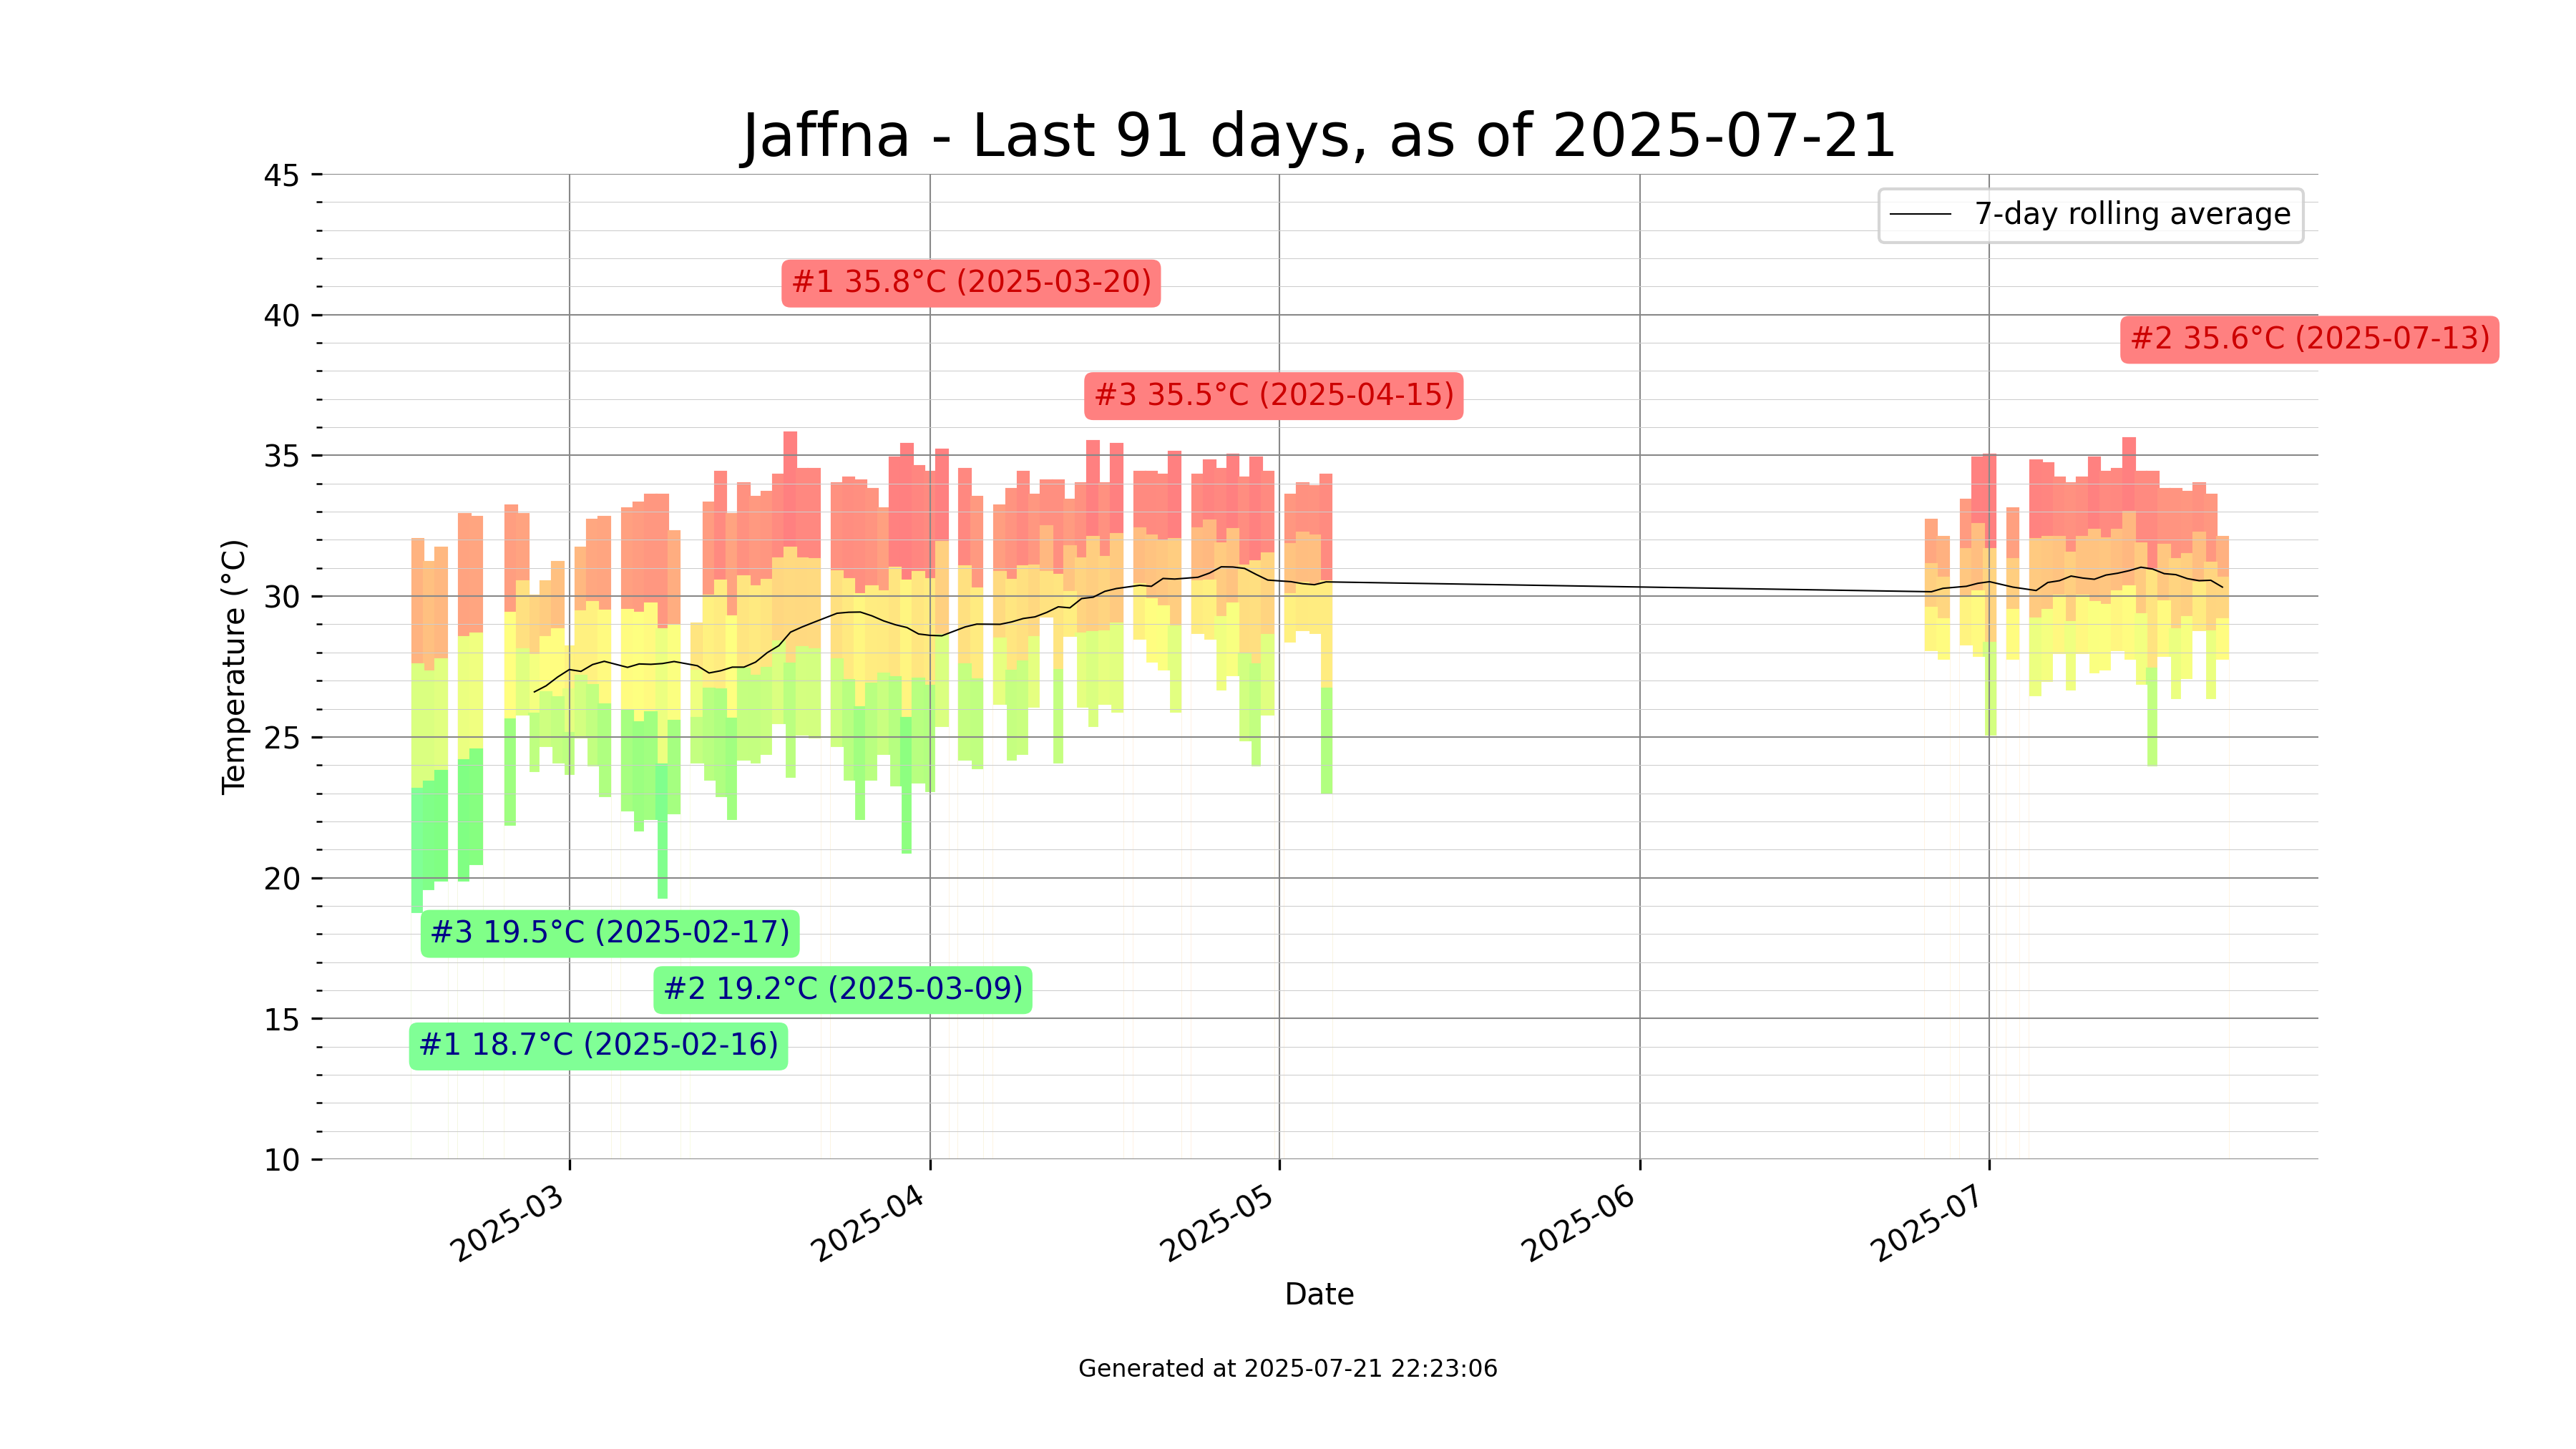 Jaffna - Last 91 days, as of 2025-07-21
45
7-day rolling average
#1 35.8°C (2025-03-20)
40
#2 35.6°C (2025-07-13)
#3 35.5°C (2025-04-15)
35
30
Temperature (°C)
25
20
#3 19.5°C (2025-02-17)
#2 19.2°C (2025-03-09)
15
#1 18.7°C (2025-02-16)
10
2025-03
2025-04
2025-05
2025-06
2025-07
Date
Generated at 2025-07-21 22:23:06